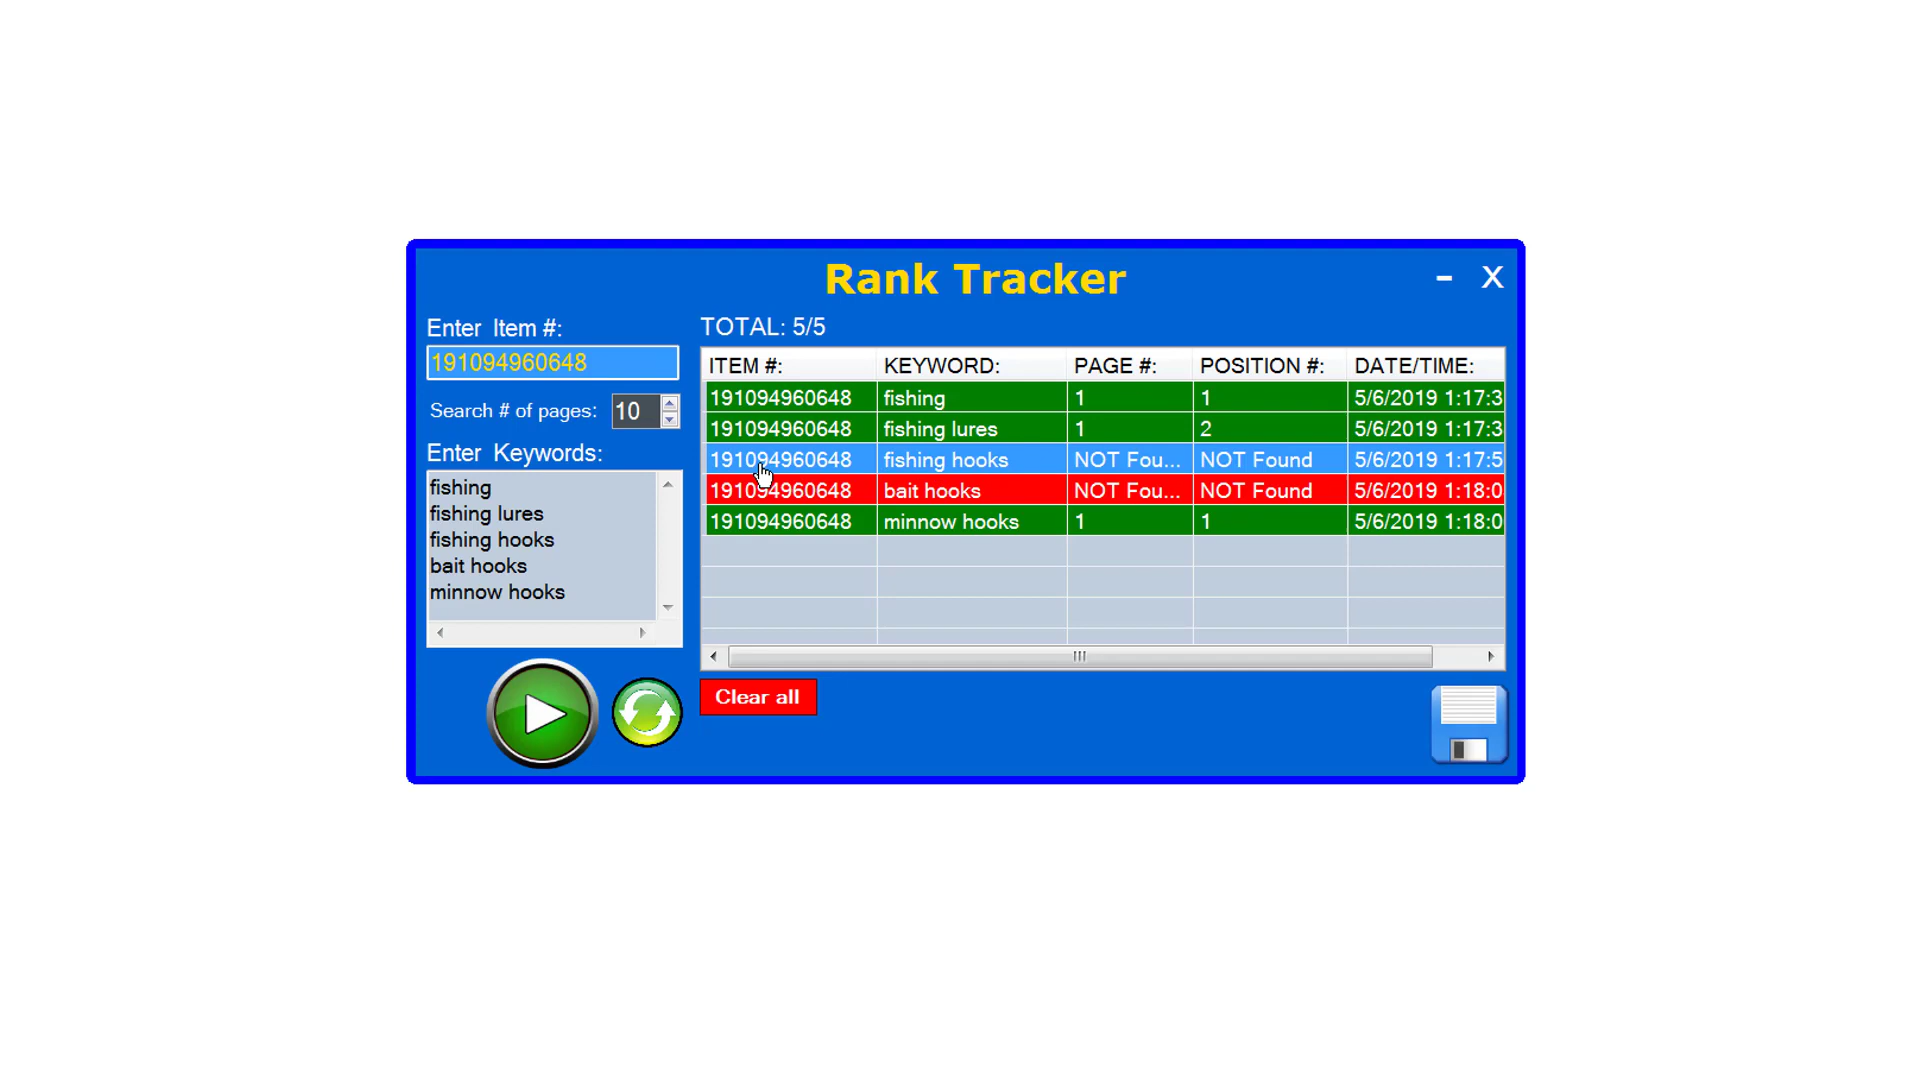 Rank Tracker
- X
Enter Item #:
191094960648
Search # of pages: 10
Enter Keywords:
fishing
fishing lures
fishing hooks
bait hooks
minnow hooks
TOTAL: 5/5
ITEM #: KEYWORD: PAGE #: POSITION #: DATE/TIME:
191094960648 fishing 1 1 5/6/2019 1:17:3
191094960648 fishing lures 1 2 5/6/2019 1:17:3
191094960648 fishing hooks NOT Fou... NOT Found 5/6/2019 1:17:5
191094960648 bait hooks NOT Fou... NOT Found 5/6/2019 1:18:0
191094960648 minnow hooks 1 1 5/6/2019 1:18:0
Clear all